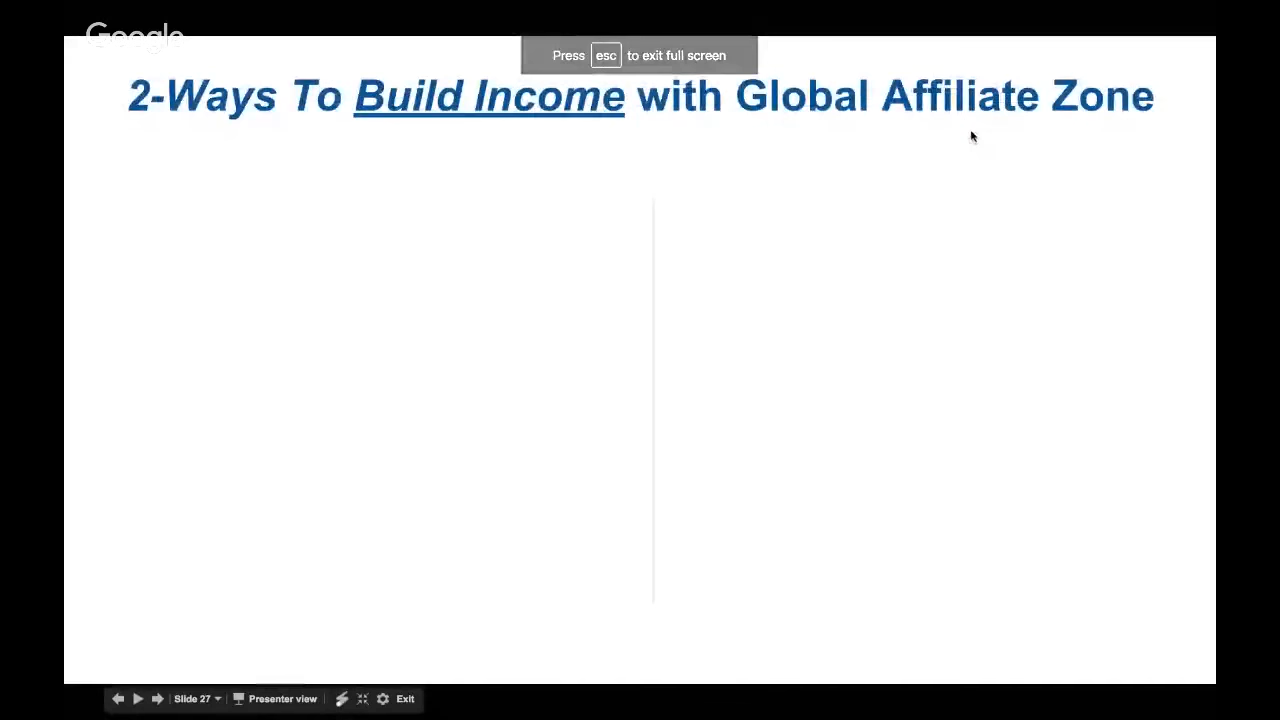 Google
Press esc to exit full screen
2-Ways To Build Income with Global Affiliate Zone
Slide 27 Presenter view Exit